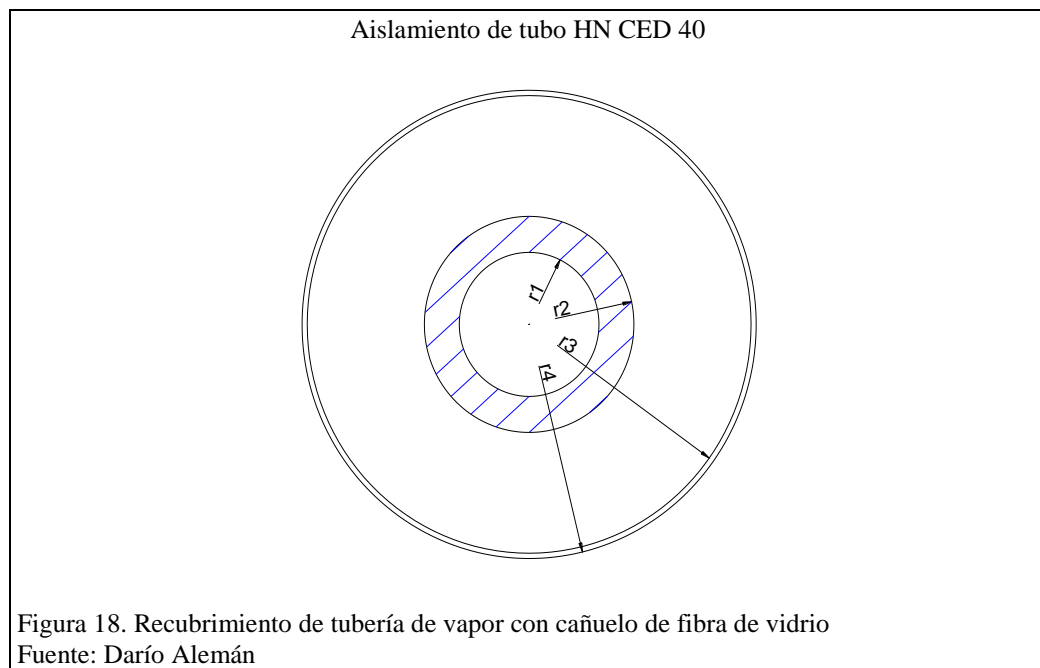 Aislamiento de tubo HN CED 40
r1
r2
r3
r4
Figura 18. Recubrimiento de tubería de vapor con cañuelo de fibra de vidrio
Fuente: Darío Alemán